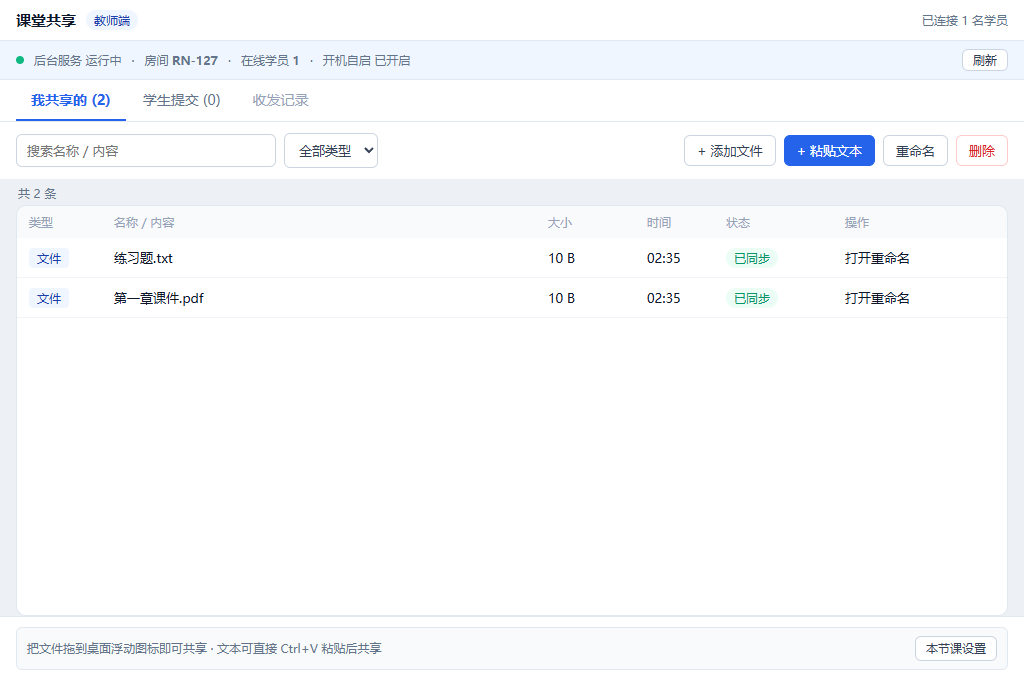 课堂共享 教师端 已连接 1 名学员
后台服务 运行中 · 房间 RN-127 · 在线学员 1 · 开机自启 已开启 刷新
我共享的 (2) 学生提交 (0) 收发记录
搜索名称 / 内容 全部类型 + 添加文件 + 粘贴文本 重命名 删除
共 2 条
类型 名称 / 内容 大小 时间 状态 操作
文件 练习题.txt 10 B 02:35 已同步 打开重命名
文件 第一章课件.pdf 10 B 02:35 已同步 打开重命名
把文件拖到桌面浮动图标即可共享 · 文本可直接 Ctrl+V 粘贴后共享 本节课设置